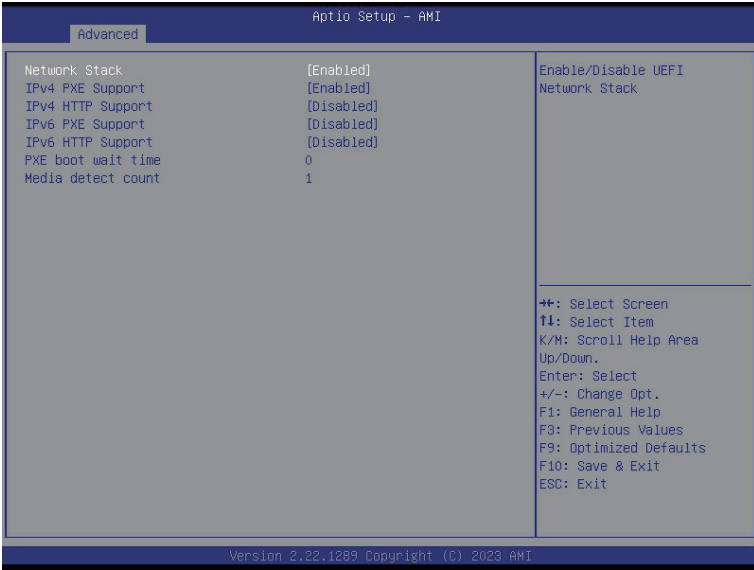 Aptio Setup – AMI
Advanced
Network Stack [Enabled]
IPv4 PXE Support [Enabled]
IPv4 HTTP Support [Disabled]
IPv6 PXE Support [Disabled]
IPv6 HTTP Support [Disabled]
PXE boot wait time 0
Media detect count 1
Enable/Disable UEFI
Network Stack
→←: Select Screen
↑↓: Select Item
K/M: Scroll Help Area
Up/Down.
Enter: Select
+/-: Change Opt.
F1: General Help
F3: Previous Values
F9: Optimized Defaults
F10: Save & Exit
ESC: Exit
Version 2.22.1289 Copyright (C) 2023 AMI